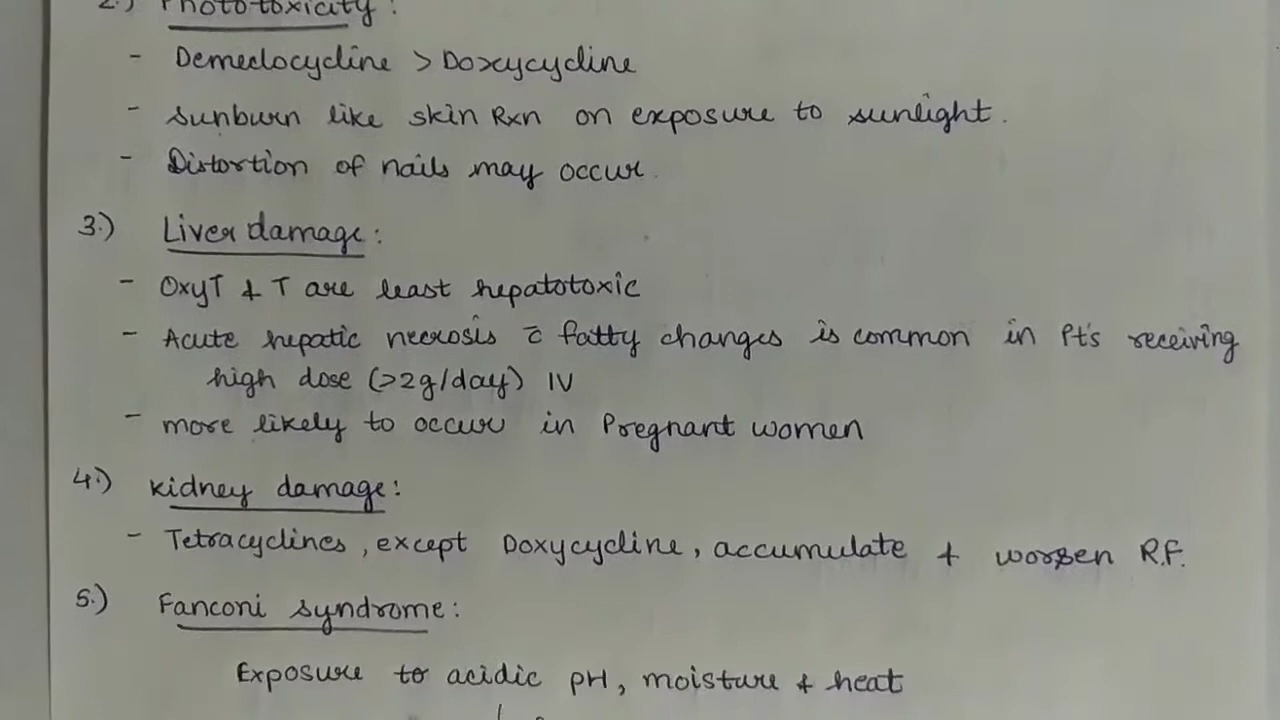 2.) Phototoxicity :
- Demeclocycline > Doxycycline
- Sunburn like skin Rxn on exposure to sunlight.
- Distortion of nails may occur.
3.) Liver damage :
- OxyT & T are least hepatotoxic
- Acute hepatic necrosis c̄ fatty changes is common in Pt's receiving
high dose (>2g/day) IV
- more likely to occur in Pregnant women
4.) kidney damage :
- Tetracyclines, except Doxycycline, accumulate + worsen R.F.
5.) Fanconi syndrome :
Exposure to acidic pH, moisture & heat